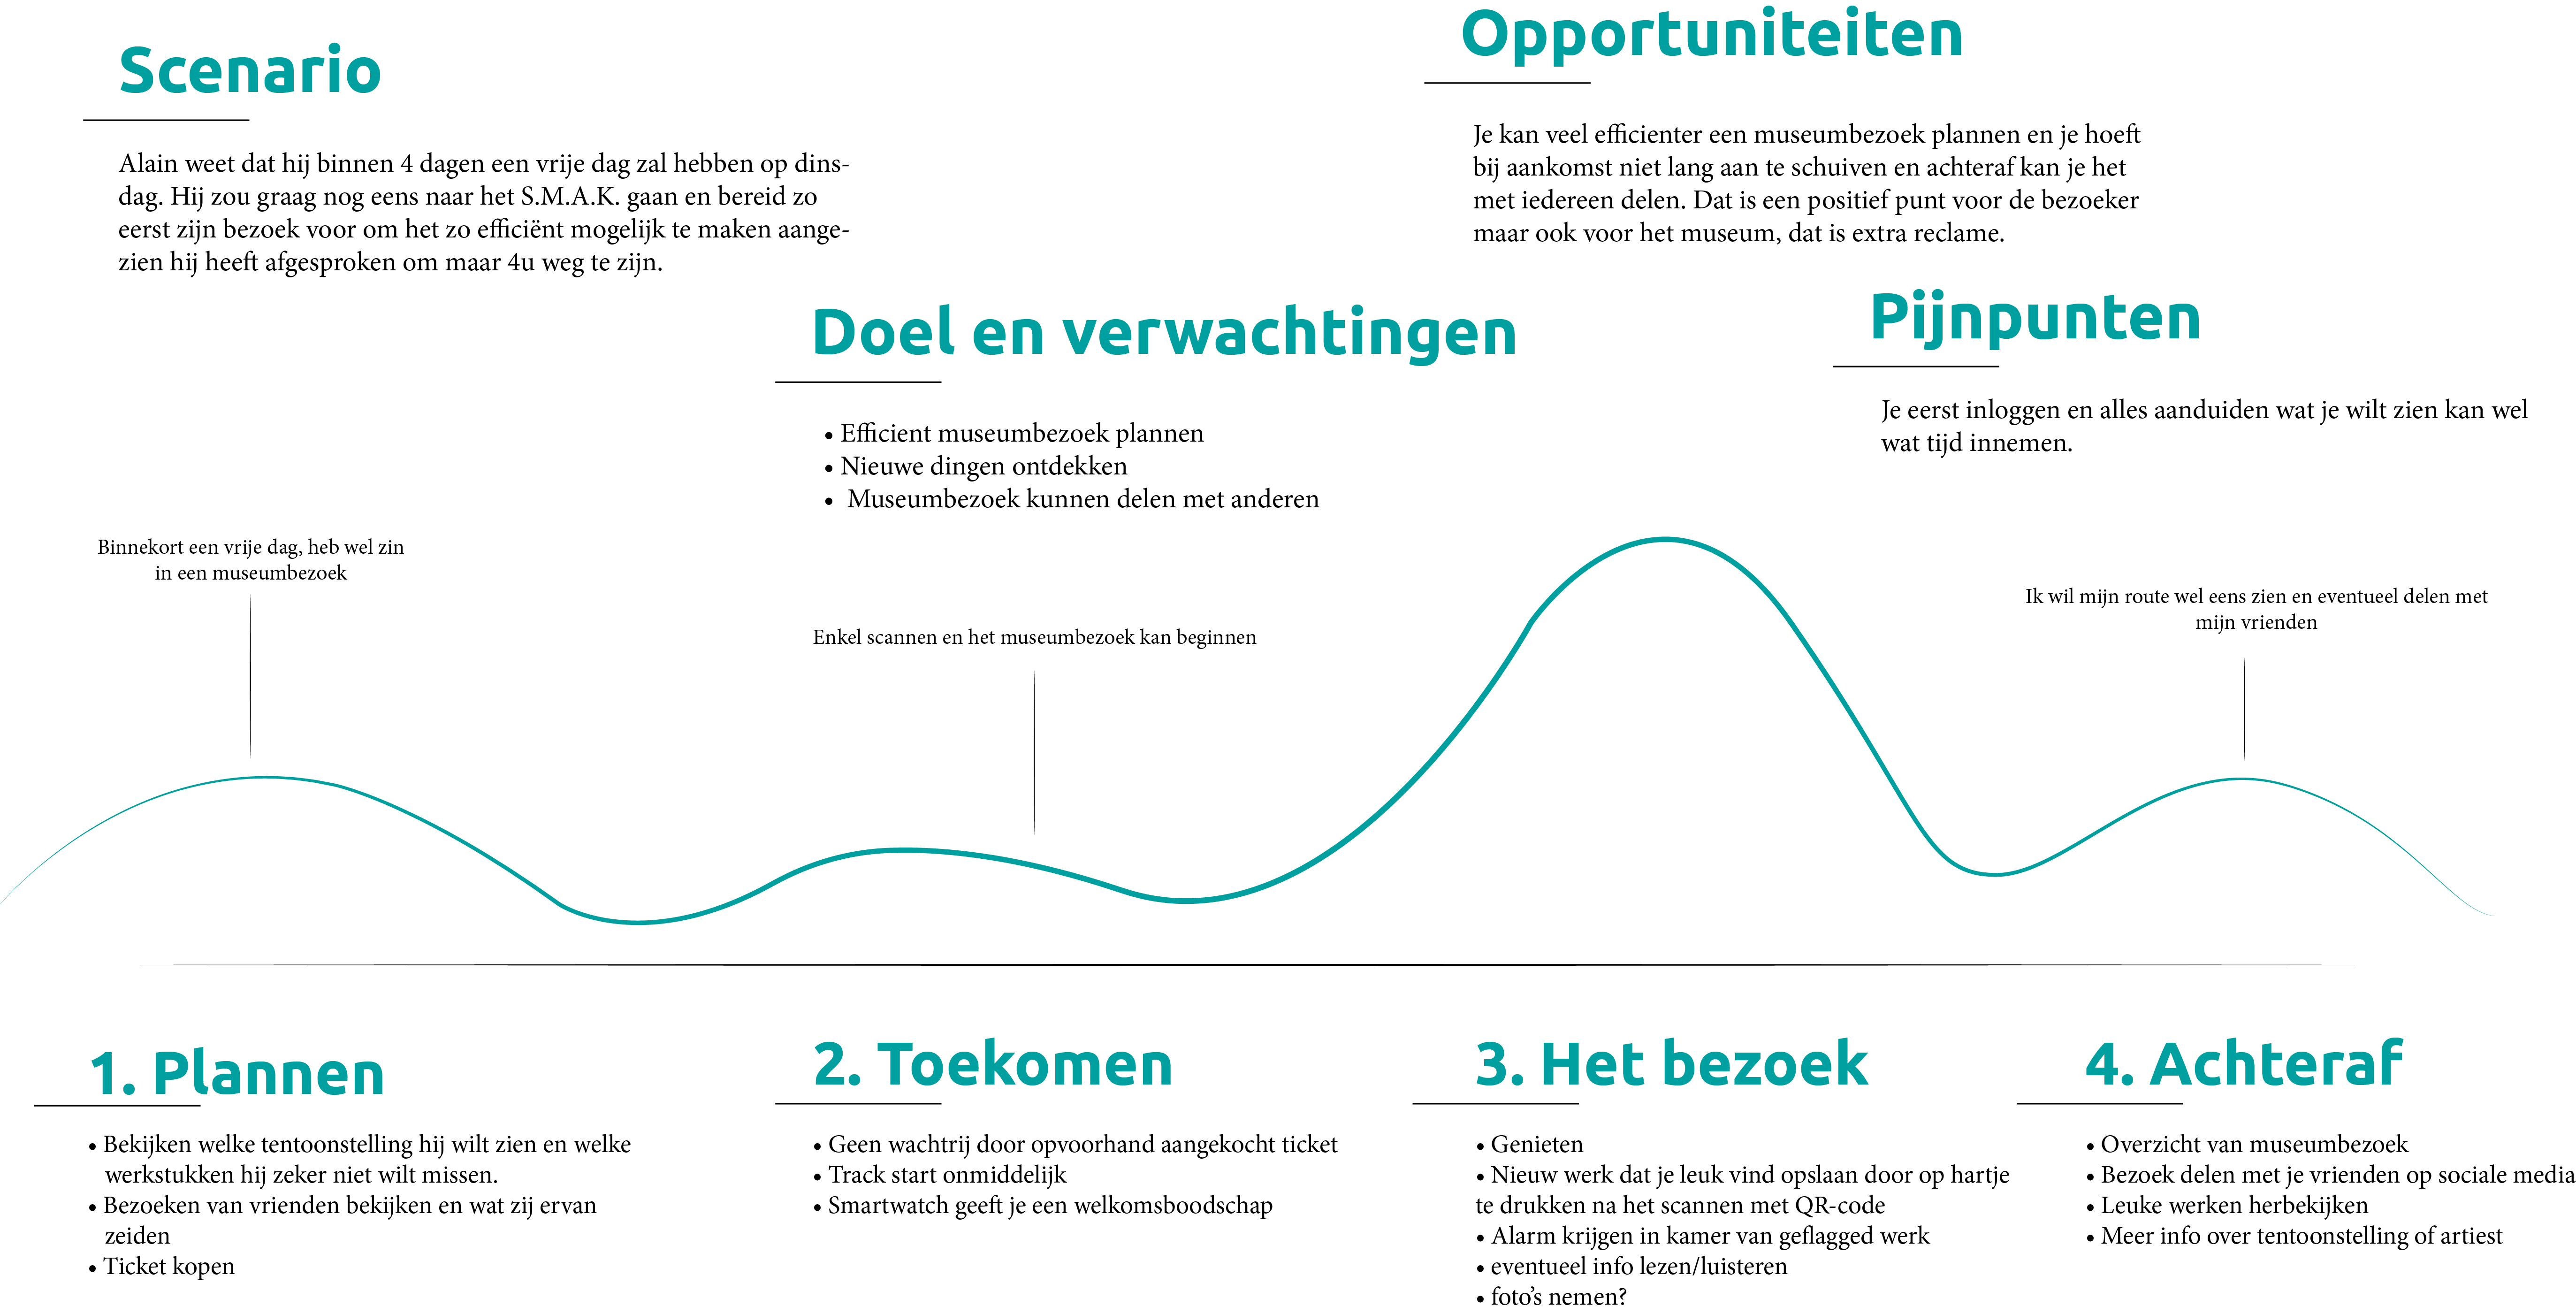 Scenario
Alain weet dat hij binnen 4 dagen een vrije dag zal hebben op dins-
dag. Hij zou graag nog eens naar het S.M.A.K. gaan en bereid zo
eerst zijn bezoek voor om het zo efficiënt mogelijk te maken aange-
zien hij heeft afgesproken om maar 4u weg te zijn.
Opportuniteiten
Je kan veel efficienter een museumbezoek plannen en je hoeft
bij aankomst niet lang aan te schuiven en achteraf kan je het
met iedereen delen. Dat is een positief punt voor de bezoeker
maar ook voor het museum, dat is extra reclame.
Doel en verwachtingen
• Efficient museumbezoek plannen
• Nieuwe dingen ontdekken
• Museumbezoek kunnen delen met anderen
Pijnpunten
Je eerst inloggen en alles aanduiden wat je wilt zien kan wel
wat tijd innemen.
Binnekort een vrije dag, heb wel zin
in een museumbezoek
Enkel scannen en het museumbezoek kan beginnen
Ik wil mijn route wel eens zien en eventueel delen met
mijn vrienden
1. Plannen
• Bekijken welke tentoonstelling hij wilt zien en welke
werkstukken hij zeker niet wilt missen.
• Bezoeken van vrienden bekijken en wat zij ervan
zeiden
• Ticket kopen
2. Toekomen
• Geen wachtrij door opvoorhand aangekocht ticket
• Track start onmiddelijk
• Smartwatch geeft je een welkomsboodschap
3. Het bezoek
• Genieten
• Nieuw werk dat je leuk vind opslaan door op hartje
te drukken na het scannen met QR-code
• Alarm krijgen in kamer van geflagged werk
• eventueel info lezen/luisteren
• foto's nemen?
4. Achteraf
• Overzicht van museumbezoek
• Bezoek delen met je vrienden op sociale media
• Leuke werken herbekijken
• Meer info over tentoonstelling of artiest